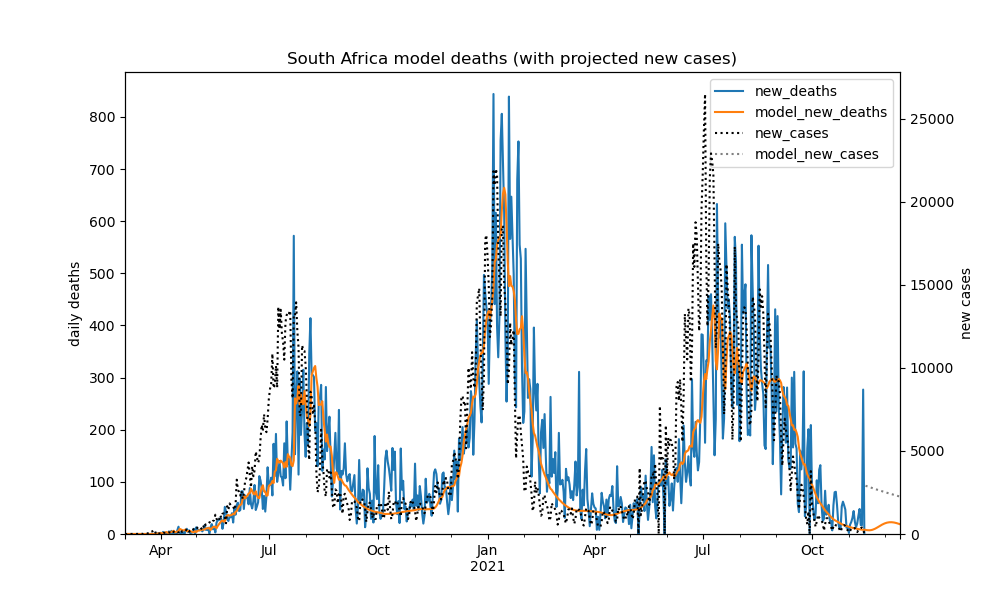 South Africa model deaths (with projected new cases)
new_deaths
model_new_deaths
new_cases
model_new_cases
daily deaths
800
700
600
500
400
300
200
100
0
25000
20000
15000
10000
5000
0
new cases
Apr
Jul
Oct
Jan
2021
Apr
Jul
Oct